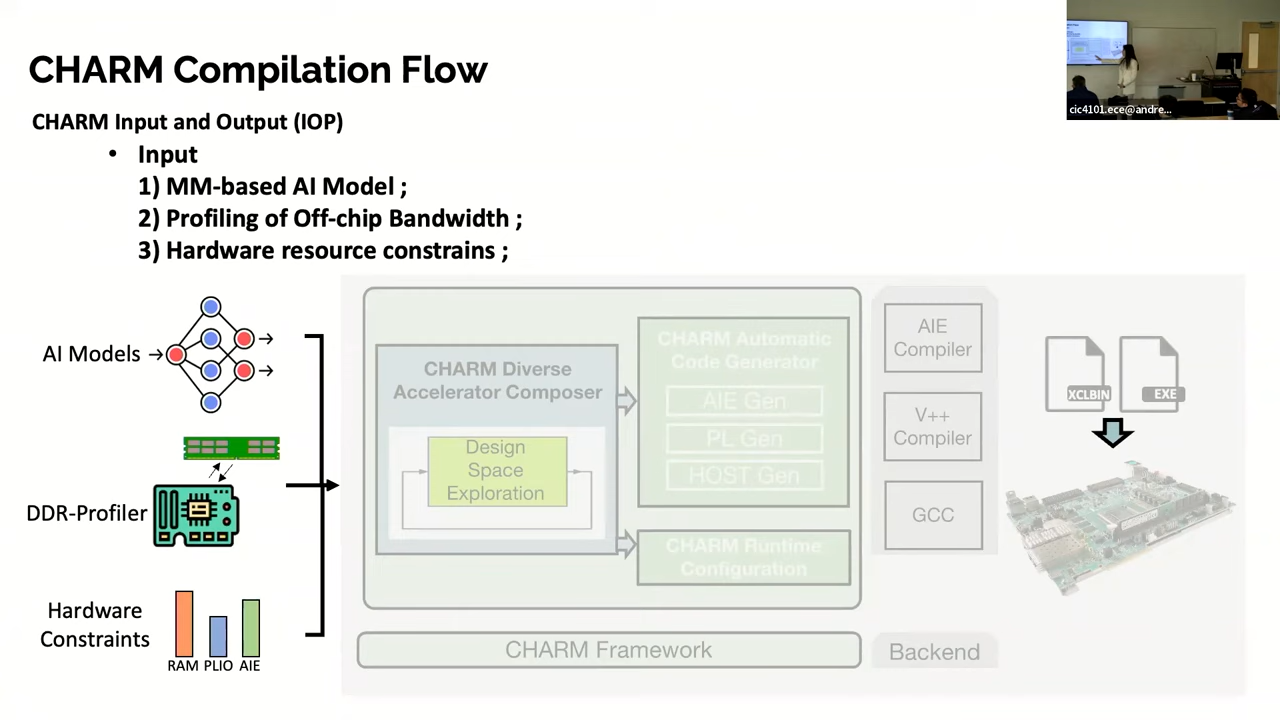 CHARM Compilation Flow
cic4101.ece@andre...
CHARM Input and Output (IOP)
• Input
1) MM-based AI Model ;
2) Profiling of Off-chip Bandwidth ;
3) Hardware resource constrains ;
AI Models
DDR-Profiler
Hardware
Constraints
RAM PLIO AIE
CHARM Diverse
Accelerator Composer
Design
Space
Exploration
CHARM Automatic
Code Generator
AIE Gen
PL Gen
HOST Gen
CHARM Runtime
Configuration
CHARM Framework
AIE
Compiler
V++
Compiler
GCC
Backend
XCLBIN
EXE